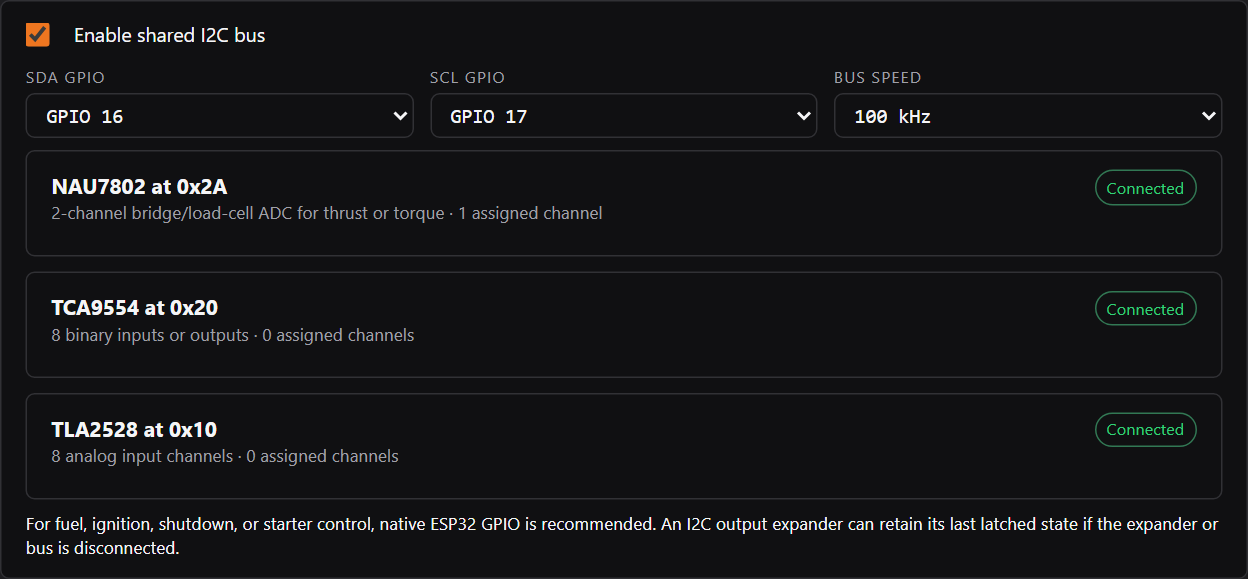 Enable shared I2C bus
SDA GPIO
SCL GPIO
BUS SPEED
GPIO 16
GPIO 17
100 kHz
NAU7802 at 0x2A
Connected
2-channel bridge/load-cell ADC for thrust or torque · 1 assigned channel
TCA9554 at 0x20
Connected
8 binary inputs or outputs · 0 assigned channels
TLA2528 at 0x10
Connected
8 analog input channels · 0 assigned channels
For fuel, ignition, shutdown, or starter control, native ESP32 GPIO is recommended. An I2C output expander can retain its last latched state if the expander or
bus is disconnected.